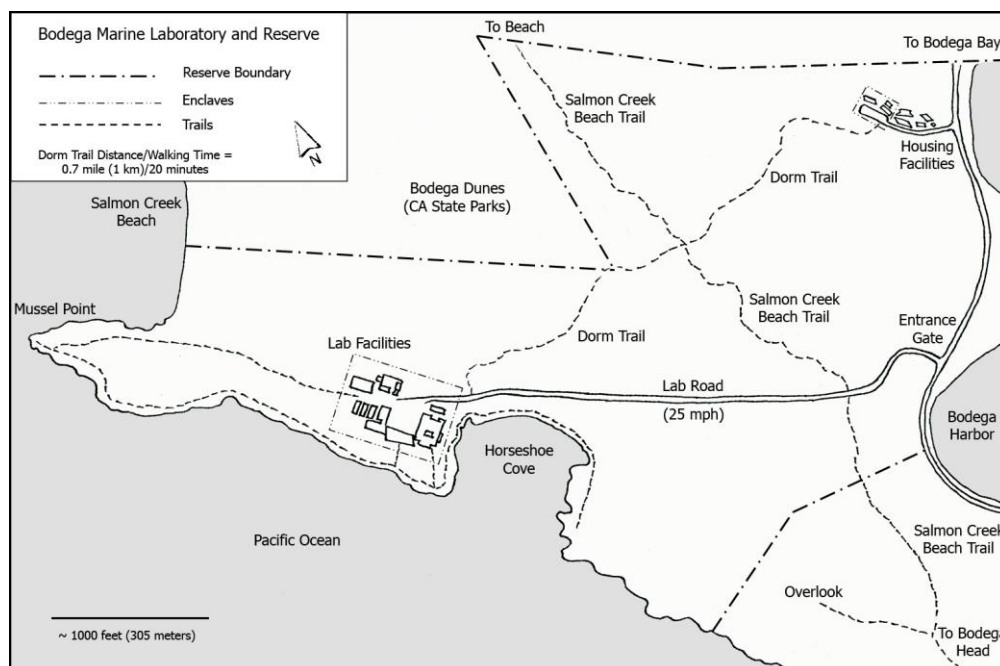 Bodega Marine Laboratory and Reserve
Reserve Boundary
Enclaves
Trails
Dorm Trail Distance/Walking Time =
0.7 mile (1 km)/20 minutes
N
To Beach
To Bodega Bay
Salmon Creek
Beach Trail
Housing
Facilities
Dorm Trail
Bodega Dunes
(CA State Parks)
Salmon Creek
Beach
Mussel Point
Salmon Creek
Beach Trail
Entrance
Gate
Dorm Trail
Lab Facilities
Lab Road
(25 mph)
Bodega
Harbor
Horseshoe
Cove
Pacific Ocean
Salmon Creek
Beach Trail
Overlook
To Bodega
Head
~ 1000 feet (305 meters)